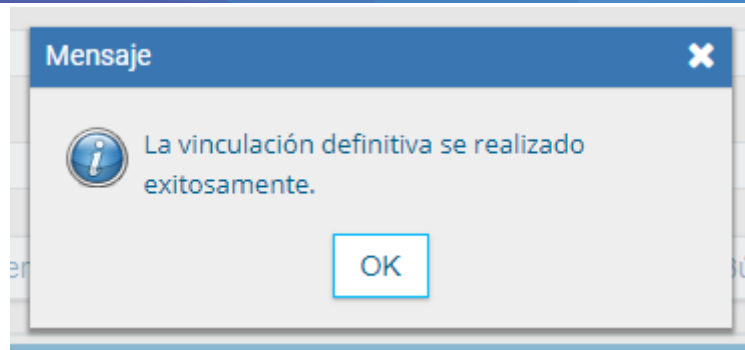 Mensaje
La vinculación definitiva se realizado
exitosamente.
OK